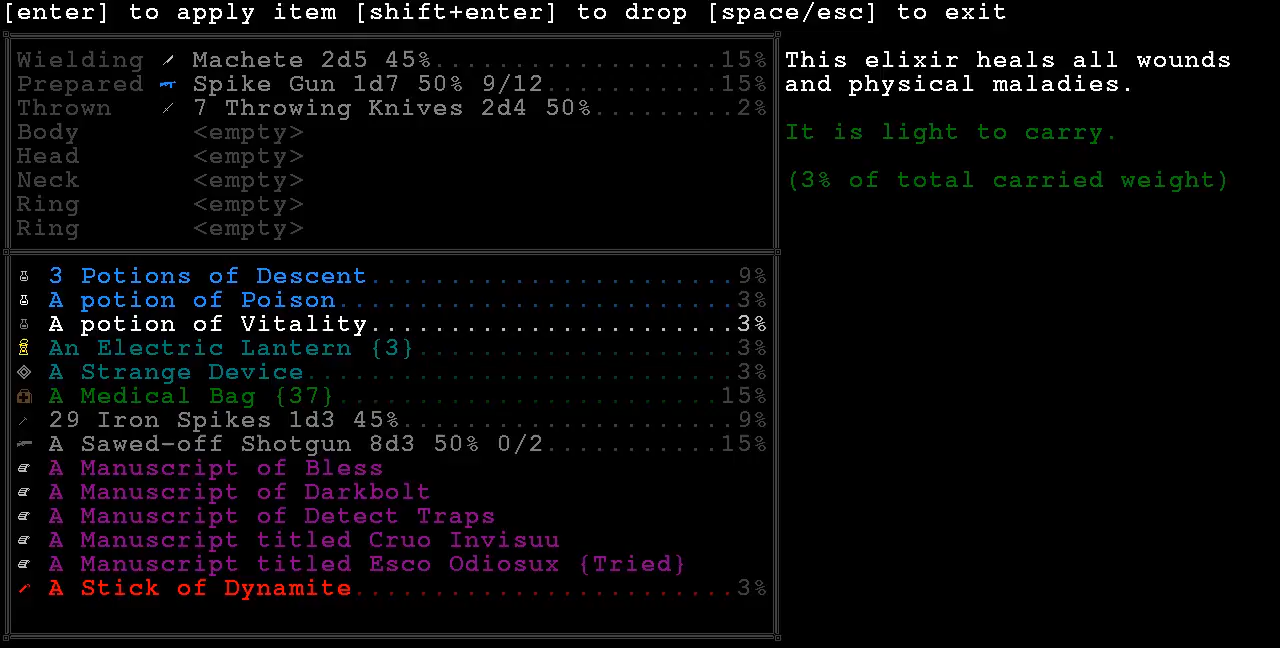 [enter] to apply item [shift+enter] to drop [space/esc] to exit
Wielding Machete 2d5 45%.................15%
Prepared Spike Gun 1d7 50% 9/12...........15%
Thrown 7 Throwing Knives 2d4 50%.........2%
Body <empty>
Head <empty>
Neck <empty>
Ring <empty>
Ring <empty>
3 Potions of Descent.......................9%
A potion of Poison.........................3%
A potion of Vitality.......................3%
An Electric Lantern {3}....................3%
A Strange Device...........................3%
A Medical Bag {37}.........................15%
29 Iron Spikes 1d3 45%.....................9%
A Sawed-off Shotgun 8d3 50% 0/2...........15%
A Manuscript of Bless
A Manuscript of Darkbolt
A Manuscript of Detect Traps
A Manuscript titled Cruo Invisuu
A Manuscript titled Esco Odiosux {Tried}
A Stick of Dynamite........................3%
This elixir heals all wounds
and physical maladies.
It is light to carry.
(3% of total carried weight)